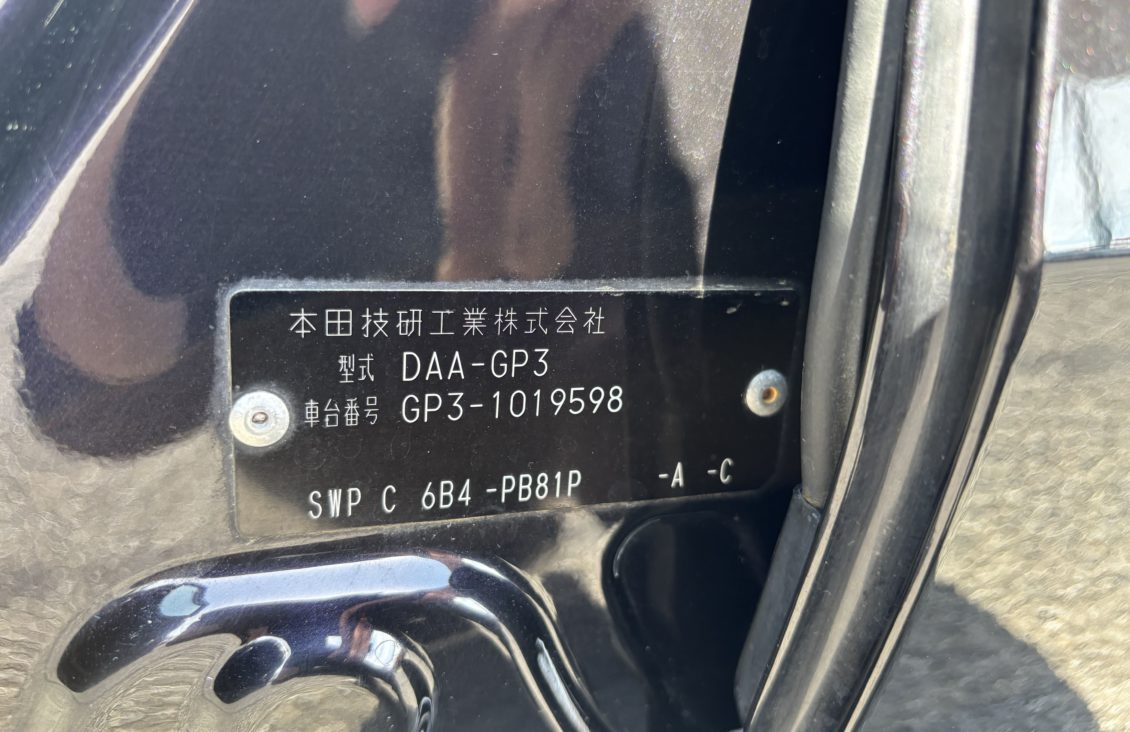 本田技研工業株式会社
型式 DAA-GP3
車台番号 GP3-1019598
SWP C 6B4 -PB81P -A -C